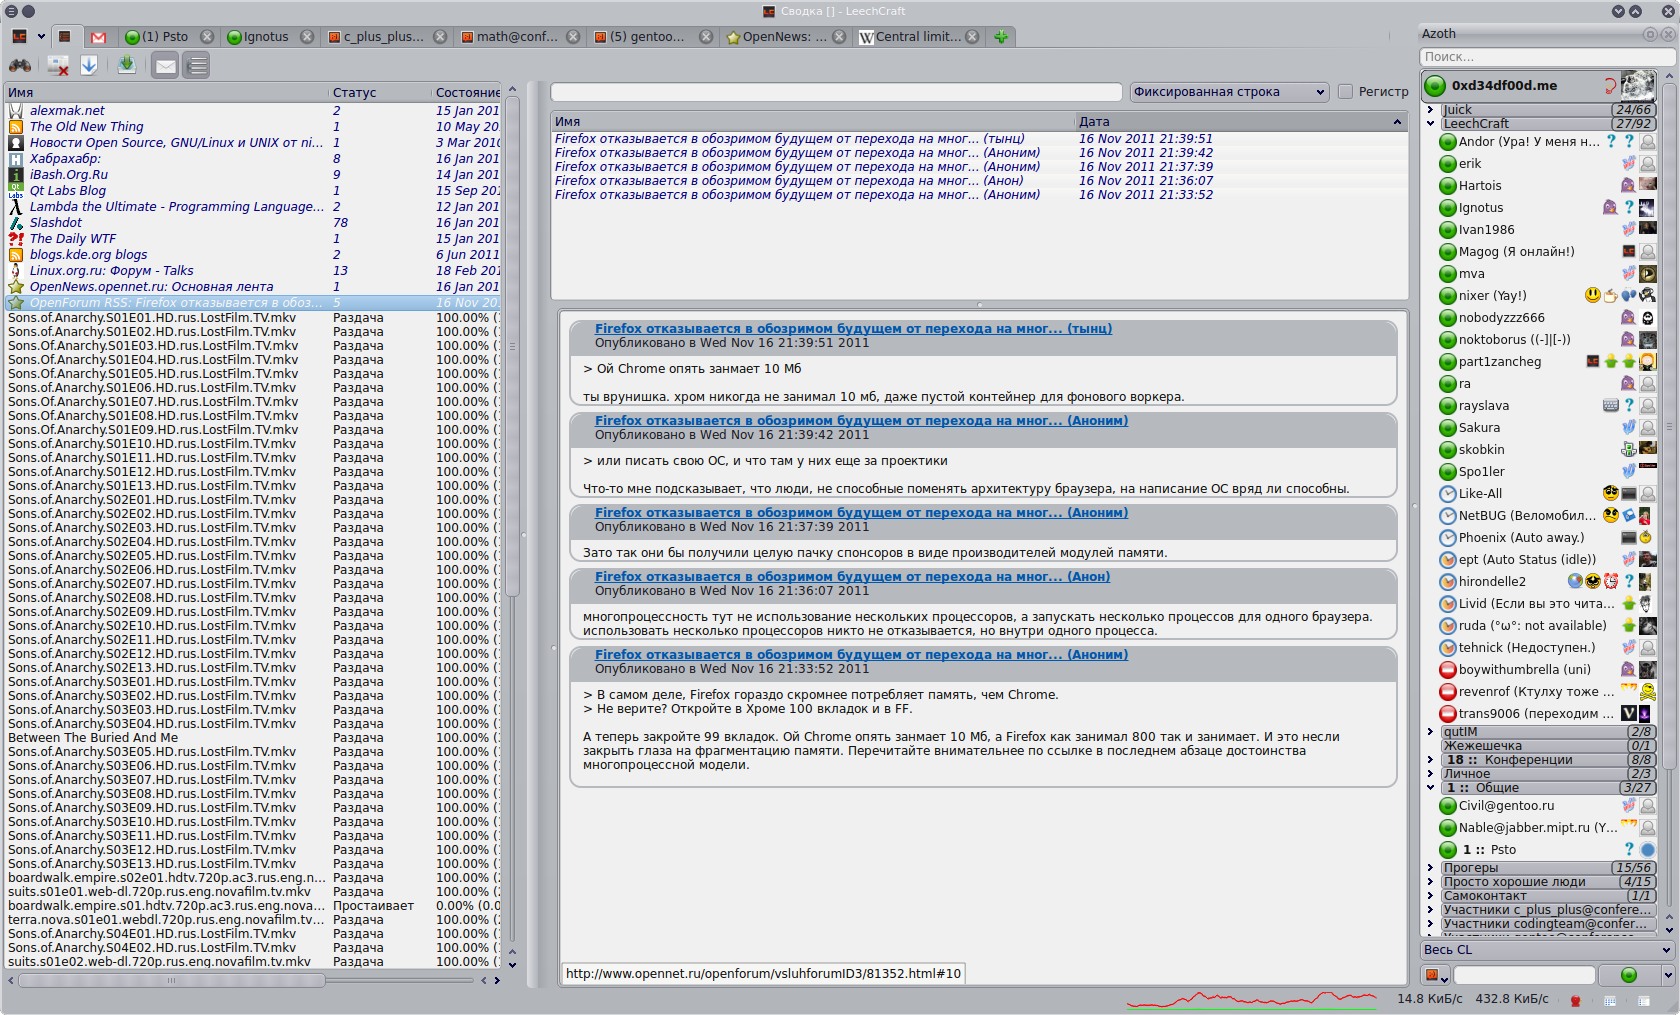 Сводка [] - LeechCraft
(1) Psto
Ignotus
c_plus_plus...
math@conf...
(5) gentoo...
OpenNews: ...
Central limit...
Имя Статус Состояние
alexmak.net 2 15 Jan 201
The Old New Thing 1 10 May 20
Новости Open Source, GNU/Linux и UNIX от ni... 1 3 Mar 2010
Хабрахабр: 8 16 Jan 201
iBash.Org.Ru 9 14 Jan 201
Qt Labs Blog 1 15 Sep 201
Lambda the Ultimate - Programming Language... 2 12 Jan 201
Slashdot 78 16 Jan 201
The Daily WTF 1 15 Jan 201
blogs.kde.org blogs 2 6 Jun 2011
Linux.org.ru: Форум - Talks 13 18 Feb 201
OpenNews.opennet.ru: Основная лента 1 16 Jan 201
OpenForum RSS: Firefox отказывается в обоз... 5 16 Nov 20
Sons.of.Anarchy.S01E01.HD.rus.LostFilm.TV.mkv Раздача 100.00% (
Sons.of.Anarchy.S01E02.HD.rus.LostFilm.TV.mkv Раздача 100.00% (
Sons.Of.Anarchy.S01E03.HD.rus.LostFilm.TV.mkv Раздача 100.00% (
Sons.of.Anarchy.S01E04.HD.rus.LostFilm.TV.mkv Раздача 100.00% (
Sons.Of.Anarchy.S01E05.HD.rus.LostFilm.TV.mkv Раздача 100.00% (
Sons.of.Anarchy.S01E06.HD.rus.LostFilm.TV.mkv Раздача 100.00% (
Sons.Of.Anarchy.S01E07.HD.rus.LostFilm.TV.mkv Раздача 100.00% (
Sons.Of.Anarchy.S01E08.HD.rus.LostFilm.TV.mkv Раздача 100.00% (
Sons.Of.Anarchy.S01E09.HD.rus.LostFilm.TV.mkv Раздача 100.00% (
Sons.of.Anarchy.S01E10.HD.rus.LostFilm.TV.mkv Раздача 100.00% (
Sons.of.Anarchy.S01E11.HD.rus.LostFilm.TV.mkv Раздача 100.00% (
Sons.of.Anarchy.S01E12.HD.rus.LostFilm.TV.mkv Раздача 100.00% (
Sons.of.Anarchy.S01E13.HD.rus.LostFilm.TV.mkv Раздача 100.00% (
Sons.of.Anarchy.S02E01.HD.rus.LostFilm.TV.mkv Раздача 100.00% (
Sons.of.Anarchy.S02E02.HD.rus.LostFilm.TV.mkv Раздача 100.00% (
Sons.of.Anarchy.S02E03.HD.rus.LostFilm.TV.mkv Раздача 100.00% (
Sons.of.Anarchy.S02E04.HD.rus.LostFilm.TV.mkv Раздача 100.00% (
Sons.of.Anarchy.S02E05.HD.rus.LostFilm.TV.mkv Раздача 100.00% (
Sons.of.Anarchy.S02E06.HD.rus.LostFilm.TV.mkv Раздача 100.00% (
Sons.of.Anarchy.S02E07.HD.rus.LostFilm.TV.mkv Раздача 100.00% (
Sons.of.Anarchy.S02E08.HD.rus.LostFilm.TV.mkv Раздача 100.00% (
Sons.of.Anarchy.S02E09.HD.rus.LostFilm.TV.mkv Раздача 100.00% (
Sons.of.Anarchy.S02E10.HD.rus.LostFilm.TV.mkv Раздача 100.00% (
Sons.of.Anarchy.S02E11.HD.rus.LostFilm.TV.mkv Раздача 100.00% (
Sons.of.Anarchy.S02E12.HD.rus.LostFilm.TV.mkv Раздача 100.00% (
Sons.of.Anarchy.S02E13.HD.rus.LostFilm.TV.mkv Раздача 100.00% (
Sons.of.Anarchy.S03E01.HD.rus.LostFilm.TV.mkv Раздача 100.00% (
Sons.of.Anarchy.S03E02.HD.rus.LostFilm.TV.mkv Раздача 100.00% (
Sons.of.Anarchy.S03E03.HD.rus.LostFilm.TV.mkv Раздача 100.00% (
Sons.of.Anarchy.S03E04.HD.rus.LostFilm.TV.mkv Раздача 100.00% (
Between The Buried And Me Раздача 100.00% (
Sons.of.Anarchy.S03E05.HD.rus.LostFilm.TV.mkv Раздача 100.00% (
Sons.of.Anarchy.S03E06.HD.rus.LostFilm.TV.mkv Раздача 100.00% (
Sons.of.Anarchy.S03E07.HD.rus.LostFilm.TV.mkv Раздача 100.00% (
Sons.of.Anarchy.S03E08.HD.rus.LostFilm.TV.mkv Раздача 100.00% (
Sons.of.Anarchy.S03E09.HD.rus.LostFilm.TV.mkv Раздача 100.00% (
Sons.of.Anarchy.S03E10.HD.rus.LostFilm.TV.mkv Раздача 100.00% (
Sons.of.Anarchy.S03E11.HD.rus.LostFilm.TV.mkv Раздача 100.00% (
Sons.of.Anarchy.S03E12.HD.rus.LostFilm.TV.mkv Раздача 100.00% (
Sons.of.Anarchy.S03E13.HD.rus.LostFilm.TV.mkv Раздача 100.00% (
boardwalk.empire.s02e01.hdtv.720p.ac3.rus.eng.n... Раздача 100.00% (
suits.s01e01.web-dl.720p.rus.eng.novafilm.tv.mkv Раздача 100.00% (
boardwalk.empire.s01.hdtv.720p.ac3.rus.eng.nova... Простаивает 0.00% (0.0
terra.nova.s01e01.webdl.720p.rus.eng.novafilm.tv... Раздача 100.00% (
Sons.of.Anarchy.S04E01.HD.rus.LostFilm.TV.mkv Раздача 100.00% (
Sons.of.Anarchy.S04E02.HD.rus.LostFilm.TV.mkv Раздача 100.00% (
suits.s01e02.web-dl.720p.rus.eng.novafilm.tv.mkv Раздача 100.00% (
Фиксированная строка Регистр
Имя Дата
Firefox отказывается в обозримом будущем от перехода на мног... (тынц) 16 Nov 2011 21:39:51
Firefox отказывается в обозримом будущем от перехода на мног... (Аноним) 16 Nov 2011 21:39:42
Firefox отказывается в обозримом будущем от перехода на мног... (Аноним) 16 Nov 2011 21:37:39
Firefox отказывается в обозримом будущем от перехода на мног... (Анон) 16 Nov 2011 21:36:07
Firefox отказывается в обозримом будущем от перехода на мног... (Аноним) 16 Nov 2011 21:33:52
Firefox отказывается в обозримом будущем от перехода на мног... (тынц)
Опубликовано в Wed Nov 16 21:39:51 2011
> Ой Chrome опять занмает 10 Мб
ты врунишка. хром никогда не занимал 10 мб, даже пустой контейнер для фонового воркера.
Firefox отказывается в обозримом будущем от перехода на мног... (Аноним)
Опубликовано в Wed Nov 16 21:39:42 2011
> или писать свою ОС, и что там у них еще за проектики
Что-то мне подсказывает, что люди, не способные поменять архитектуру браузера, на написание ОС вряд ли способны.
Firefox отказывается в обозримом будущем от перехода на мног... (Аноним)
Опубликовано в Wed Nov 16 21:37:39 2011
Зато так они бы получили целую пачку спонсоров в виде производителей модулей памяти.
Firefox отказывается в обозримом будущем от перехода на мног... (Анон)
Опубликовано в Wed Nov 16 21:36:07 2011
многопроцессность тут не использование нескольких процессоров, а запускать несколько процессов для одного браузера.
использовать несколько процессоров никто не отказывается, но внутри одного процесса.
Firefox отказывается в обозримом будущем от перехода на мног... (Аноним)
Опубликовано в Wed Nov 16 21:33:52 2011
> В самом деле, Firefox гораздо скромнее потребляет память, чем Chrome.
> Не верите? Откройте в Хроме 100 вкладок и в FF.
А теперь закройте 99 вкладок. Ой Chrome опять занмает 10 Мб, а Firefox как занимал 800 так и занимает. И это несли
закрыть глаза на фрагментацию памяти. Перечитайте внимательнее по ссылке в последнем абзаце достоинства
многопроцессной модели.
http://www.opennet.ru/openforum/vsluhforumID3/81352.html#10
Azoth
Поиск...
0xd34df00d.me
Juick 24/66
LeechCraft 27/92
Andor (Ура! У меня н...
erik
Hartois
Ignotus
Ivan1986
Magog (Я онлайн!)
mva
nixer (Yay!)
nobodyzzz666
noktoborus ((-]|[-))
part1zancheg
ra
rayslava
Sakura
skobkin
Spo1ler
Like-All
NetBUG (Веломобил...
Phoenix (Auto away.)
ept (Auto Status (idle))
hirondelle2
Livid (Если вы это чита...
ruda (°ω°: not available)
tehnick (Недоступен.)
boywithumbrella (uni)
revenrof (Ктулху тоже ...
trans9006 (переходим ...
qutIM 2/8
Жежешечка 0/1
18 :: Конференции 8/8
Личное 2/3
1 :: Общие 3/27
Civil@gentoo.ru
Nable@jabber.mipt.ru (Y...
1 :: Psto
Прогеры 15/56
Просто хорошие люди 4/15
Самоконтакт 1/1
Участники c_plus_plus@confere...
Участники codingteam@confer...
Весь CL
14.8 КиБ/с 432.8 КиБ/с